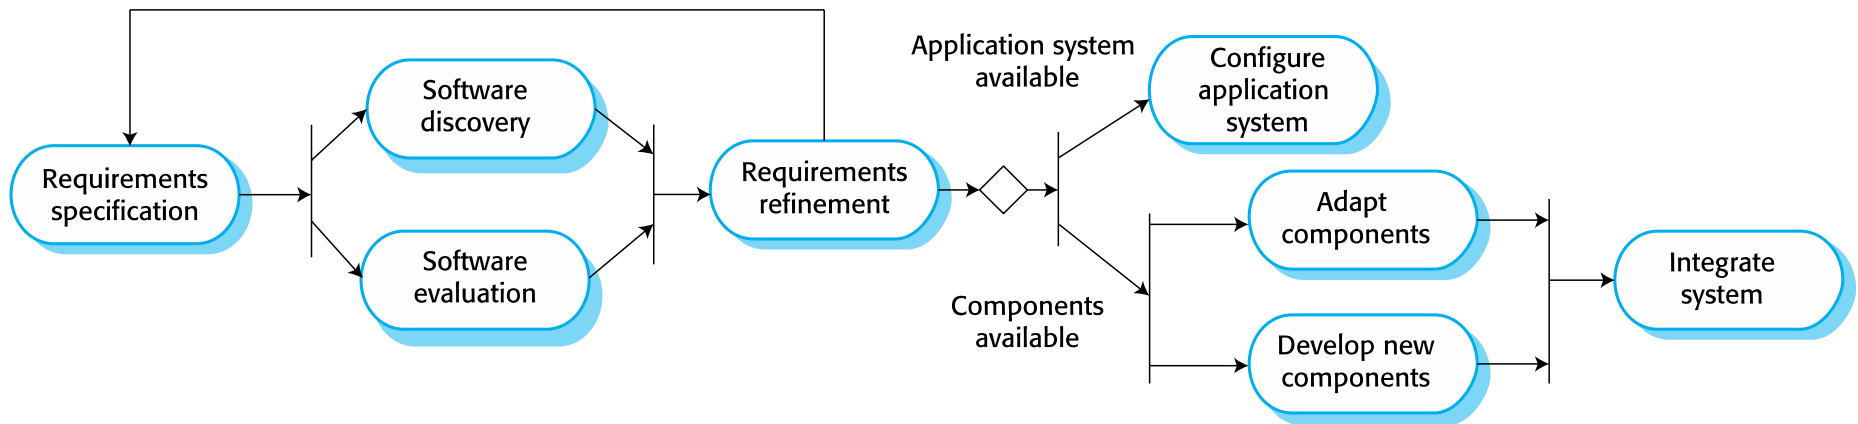 Requirements
specification
Software
discovery
Software
evaluation
Requirements
refinement
Application system
available
Components
available
Configure
application
system
Adapt
components
Develop new
components
Integrate
system